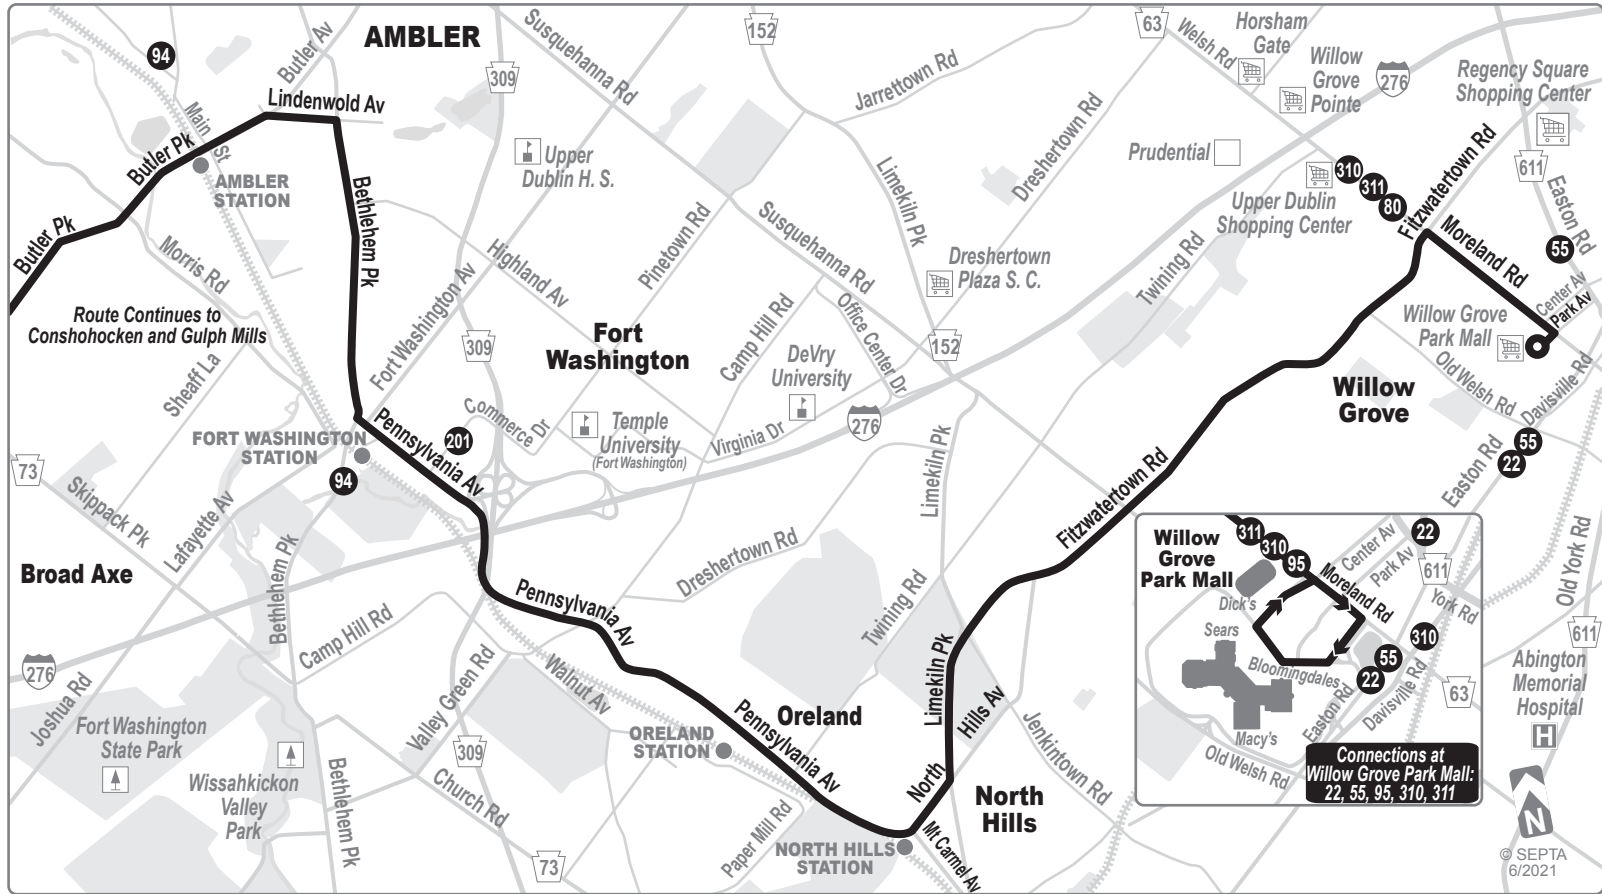 AMBLER
94
Butler Av
Lindenwold Av
Main St
Butler Pk
AMBLER
STATION
Butler Pk
Bethlehem Pk
Morris Rd
Route Continues to
Conshohocken and Gulph Mills
Sheaff La
309
Susquehanna Rd
152
Upper
Dublin H. S.
Pinetown Rd
Highland Av
Fort Washington Av
309
Fort
Washington
Susquehanna Rd
Camp Hill Rd
Office Center Dr
DeVry
University
Virginia Dr
276
Commerce Dr
Temple
University
(Fort Washington)
201
Pennsylvania Av
FORT WASHINGTON
STATION
94
73
Skippack Pk
Lafayette Av
Broad Axe
Bethlehem Pk
Camp Hill Rd
276
Joshua Rd
Fort Washington
State Park
Wissahickon
Valley
Park
Bethlehem Pk
Valley Green Rd
309
Church Rd
73
Pennsylvania Av
Walnut Av
ORELAND
STATION
Oreland
Pennsylvania Av
Paper Mill Rd
NORTH HILLS
STATION
Mt Carmel Av
North
Hills
North
Hills Av
Limekiln Pk
Jenkintown Rd
Twining Rd
Dreshertown Rd
Limekiln Pk
Fitzwatertown Rd
152
Dreshertown
Plaza S. C.
Limekiln Pk
Jarrettown Rd
Dreshertown Rd
Twining Rd
63
Welsh Rd
Horsham
Gate
Willow
Grove
Pointe
276
Regency Square
Shopping Center
Prudential
Upper Dublin
Shopping Center
310
311
80
Fitzwatertown Rd
Moreland Rd
611
Easton Rd
55
Center Av
Park Av
Willow Grove
Park Mall
Old Welsh Rd
Willow
Grove
Davisville Rd
55
22
Easton Rd
Old York Rd
611
Abington
Memorial
Hospital
H
Willow
Grove
Park Mall
311
310
95
Moreland Rd
Center Av
Park Av
22
611
York Rd
Dick's
Sears
Bloomingdales
Macy's
310
55
22
Easton Rd
Davisville Rd
63
Old Welsh Rd
Connections at
Willow Grove Park Mall:
22, 55, 95, 310, 311
N
© SEPTA
6/2021